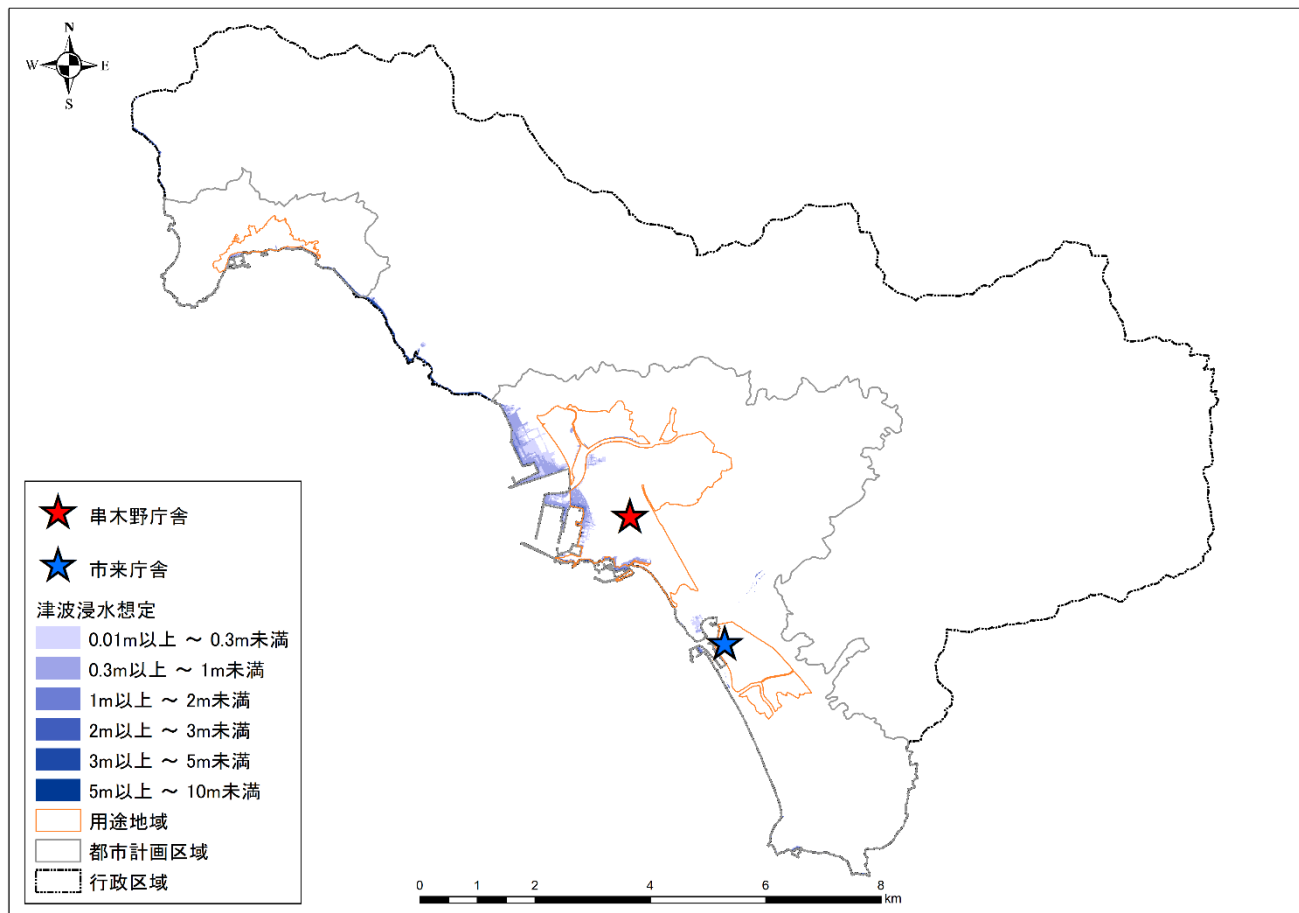 N
W
E
S
串木野庁舎
市来庁舎
津波浸水想定
0.01m以上 ～ 0.3m未満
0.3m以上 ～ 1m未満
1m以上 ～ 2m未満
2m以上 ～ 3m未満
3m以上 ～ 5m未満
5m以上 ～ 10m未満
用途地域
都市計画区域
行政区域
0 1 2 4 6 8
km